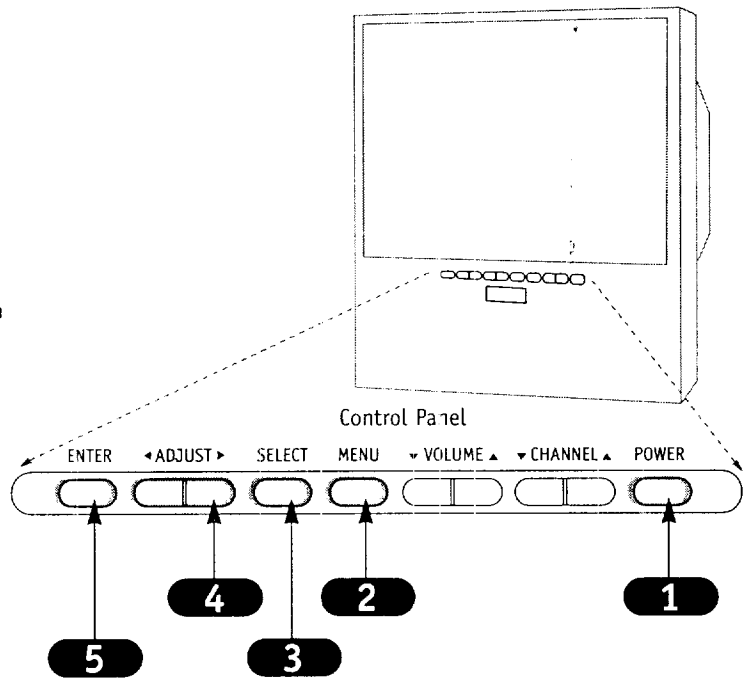 Control Panel
ENTER ◂ ADJUST ▸ SELECT MENU ▾ VOLUME ▴ ▾ CHANNEL ▴ POWER
4 2 1
5 3